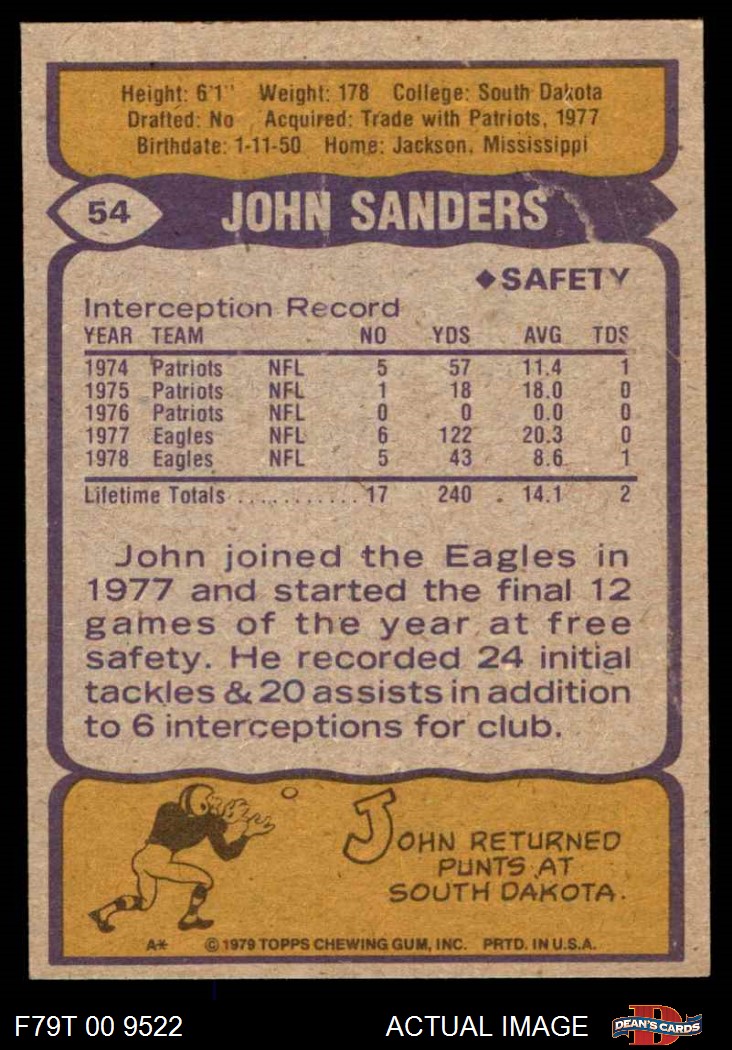 Height: 6'1" Weight: 178 College: South Dakota
Drafted: No Acquired: Trade with Patriots, 1977
Birthdate: 1-11-50 Home: Jackson, Mississippi
54 JOHN SANDERS
◆SAFETY
Interception Record
YEAR TEAM NO YDS AVG TDS
1974 Patriots NFL 5 57 11.4 1
1975 Patriots NFL 1 18 18.0 0
1976 Patriots NFL 0 0 0.0 0
1977 Eagles NFL 6 122 20.3 0
1978 Eagles NFL 5 43 8.6 1
Lifetime Totals ........... 17 240 14.1 2
John joined the Eagles in
1977 and started the final 12
games of the year at free
safety. He recorded 24 initial
tackles & 20 assists in addition
to 6 interceptions for club.
JOHN RETURNED
PUNTS AT
SOUTH DAKOTA.
A* © 1979 TOPPS CHEWING GUM, INC. PRTD. IN U.S.A.
F79T 00 9522 ACTUAL IMAGE D DEAN'S CARDS